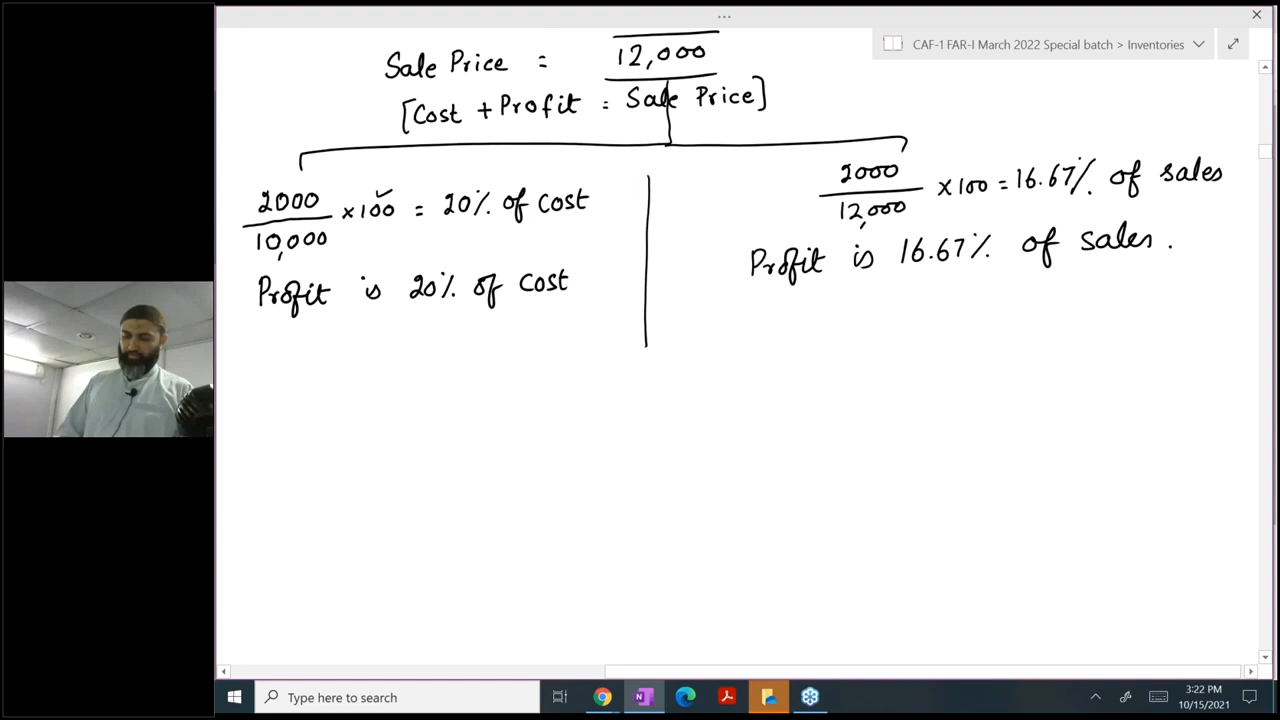 CAF-1 FAR-I March 2022 Special batch > Inventories
Sale Price = 12,000
[Cost + Profit = Sale Price]
2000
10,000
×100 = 20% of cost
Profit is 20% of cost
2000
12,000
×100 = 16.67% of sales
Profit is 16.67% of sales.
Type here to search
3:22 PM
10/15/2021